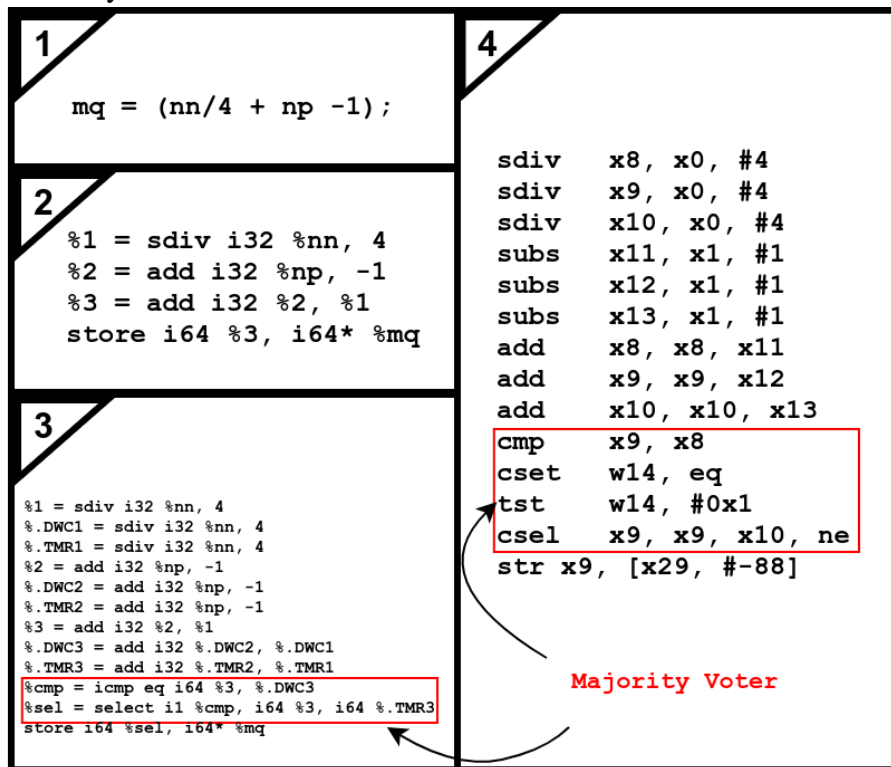 1
mq = (nn/4 + np -1);
2
%1 = sdiv i32 %nn, 4
%2 = add i32 %np, -1
%3 = add i32 %2, %1
store i64 %3, i64* %mq
3
%1 = sdiv i32 %nn, 4
%.DWC1 = sdiv i32 %nn, 4
%.TMR1 = sdiv i32 %nn, 4
%2 = add i32 %np, -1
%.DWC2 = add i32 %np, -1
%.TMR2 = add i32 %np, -1
%3 = add i32 %2, %1
%.DWC3 = add i32 %.DWC2, %.DWC1
%.TMR3 = add i32 %.TMR2, %.TMR1
%cmp = icmp eq i64 %3, %.DWC3
%sel = select i1 %cmp, i64 %3, i64 %.TMR3
store i64 %sel, i64* %mq
4
sdiv x8, x0, #4
sdiv x9, x0, #4
sdiv x10, x0, #4
subs x11, x1, #1
subs x12, x1, #1
subs x13, x1, #1
add x8, x8, x11
add x9, x9, x12
add x10, x10, x13
cmp x9, x8
cset w14, eq
tst w14, #0x1
csel x9, x9, x10, ne
str x9, [x29, #-88]
Majority Voter